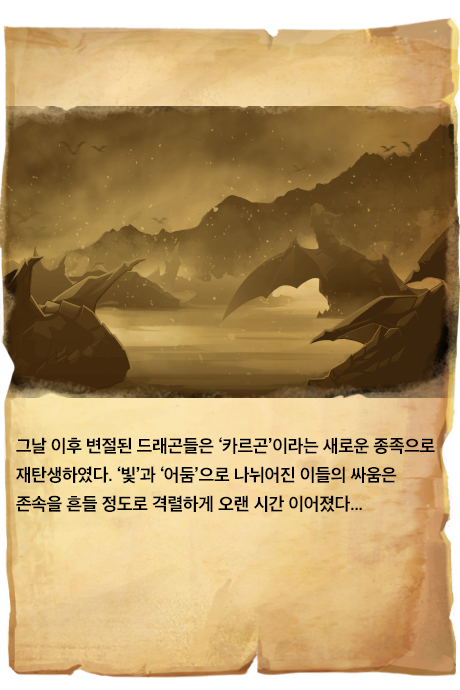 그날 이후 변절된 드래곤들은 ‘카르곤’이라는 새로운 종족으로
재탄생하였다. ‘빛’과 ‘어둠’으로 나뉘어진 이들의 싸움은
존속을 흔들 정도로 격렬하게 오랜 시간 이어졌다...